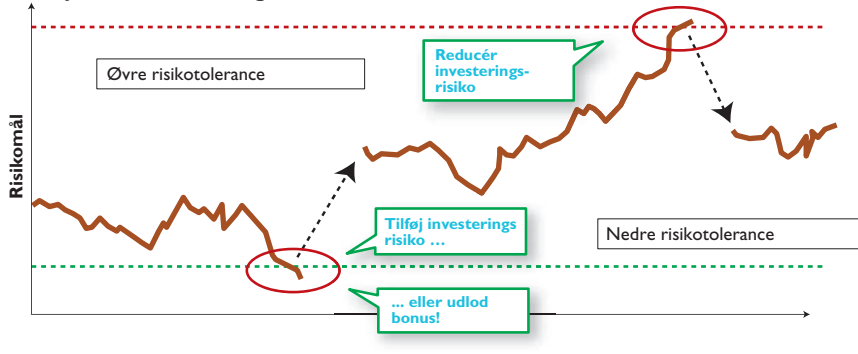 Øvre risikotolerance
Reducér
investerings-
risiko
Risikomål
Tilføj investerings
risiko ...
Nedre risikotolerance
... eller udlod
bonus!